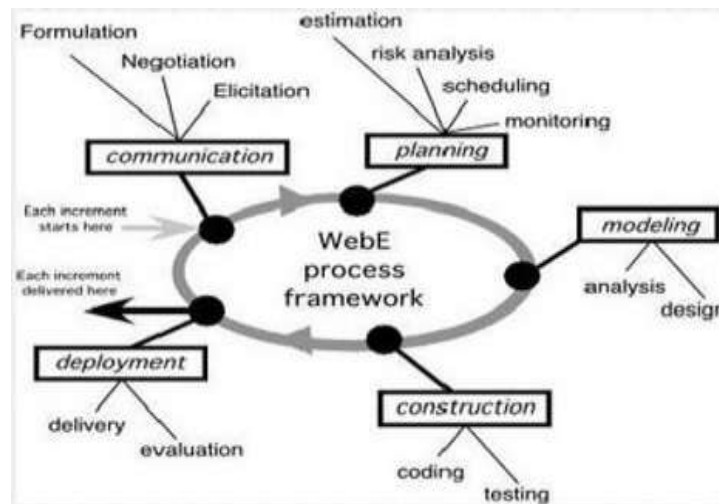 Formulation
Negotiation
Elicitation
communication
estimation
risk analysis
scheduling
monitoring
planning
Each increment
starts here
WebE
process
framework
modeling
analysis
design
Each increment
delivered here
deployment
delivery
evaluation
construction
coding
testing